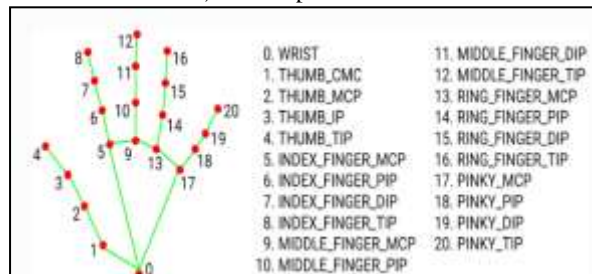 12
8
16
11
7
15
20
10
6
14
19
4
5
9
13
18
3
17
2
1
0
0. WRIST
1. THUMB_CMC
2. THUMB_MCP
3. THUMB_IP
4. THUMB_TIP
5. INDEX_FINGER_MCP
6. INDEX_FINGER_PIP
7. INDEX_FINGER_DIP
8. INDEX_FINGER_TIP
9. MIDDLE_FINGER_MCP
10. MIDDLE_FINGER_PIP
11. MIDDLE_FINGER_DIP
12. MIDDLE_FINGER_TIP
13. RING_FINGER_MCP
14. RING_FINGER_PIP
15. RING_FINGER_DIP
16. RING_FINGER_TIP
17. PINKY_MCP
18. PINKY_PIP
19. PINKY_DIP
20. PINKY_TIP